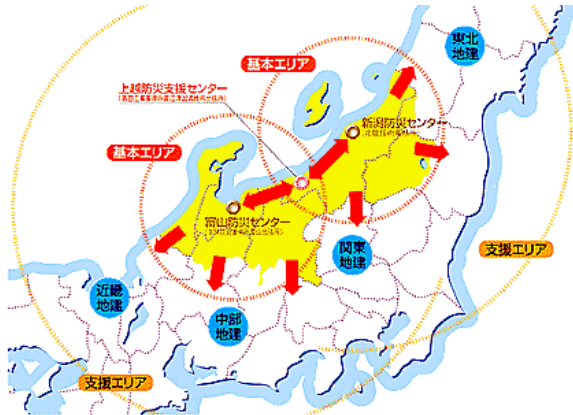 東北
地建
基本エリア
上越防災支援センター
新潟防災センター
基本エリア
富山防災センター
関東
地建
支援エリア
近畿
地建
中部
地建
支援エリア